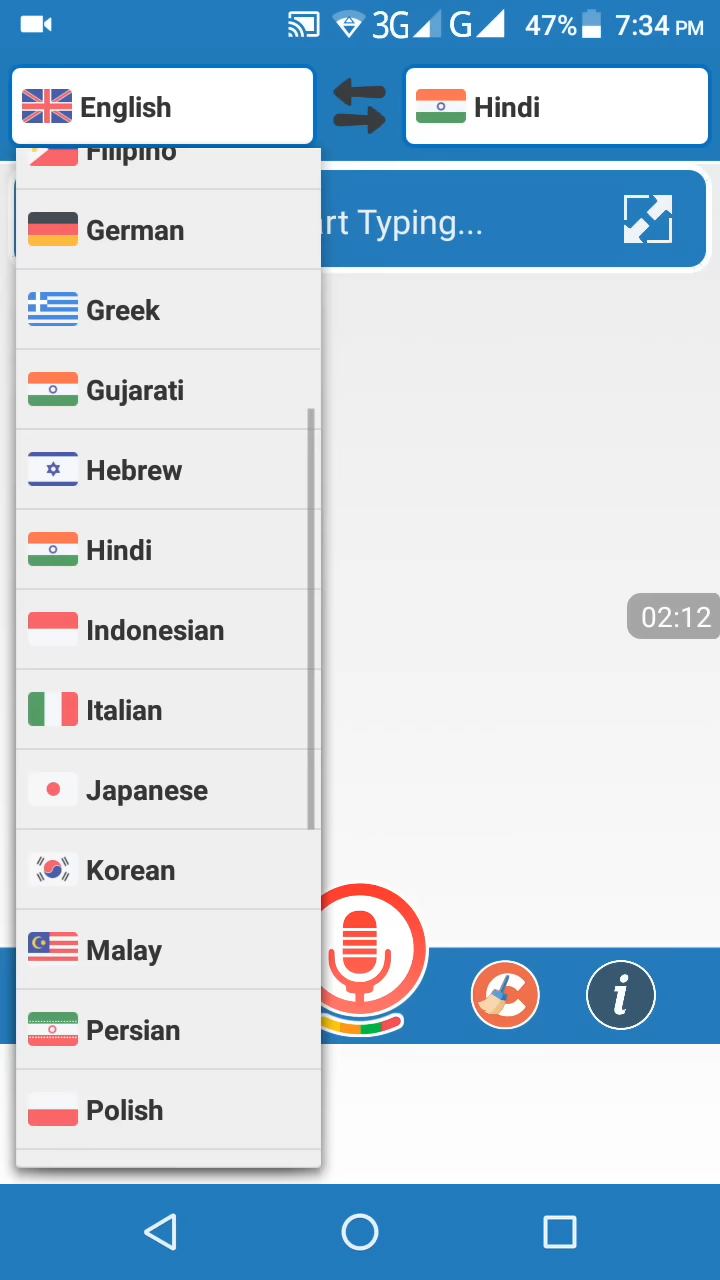 3G G 47% 7:34 PM
English Hindi
Filipino
rt Typing...
German
Greek
Gujarati
Hebrew
Hindi
Indonesian
02:12
Italian
Japanese
Korean
Malay
Persian
Polish